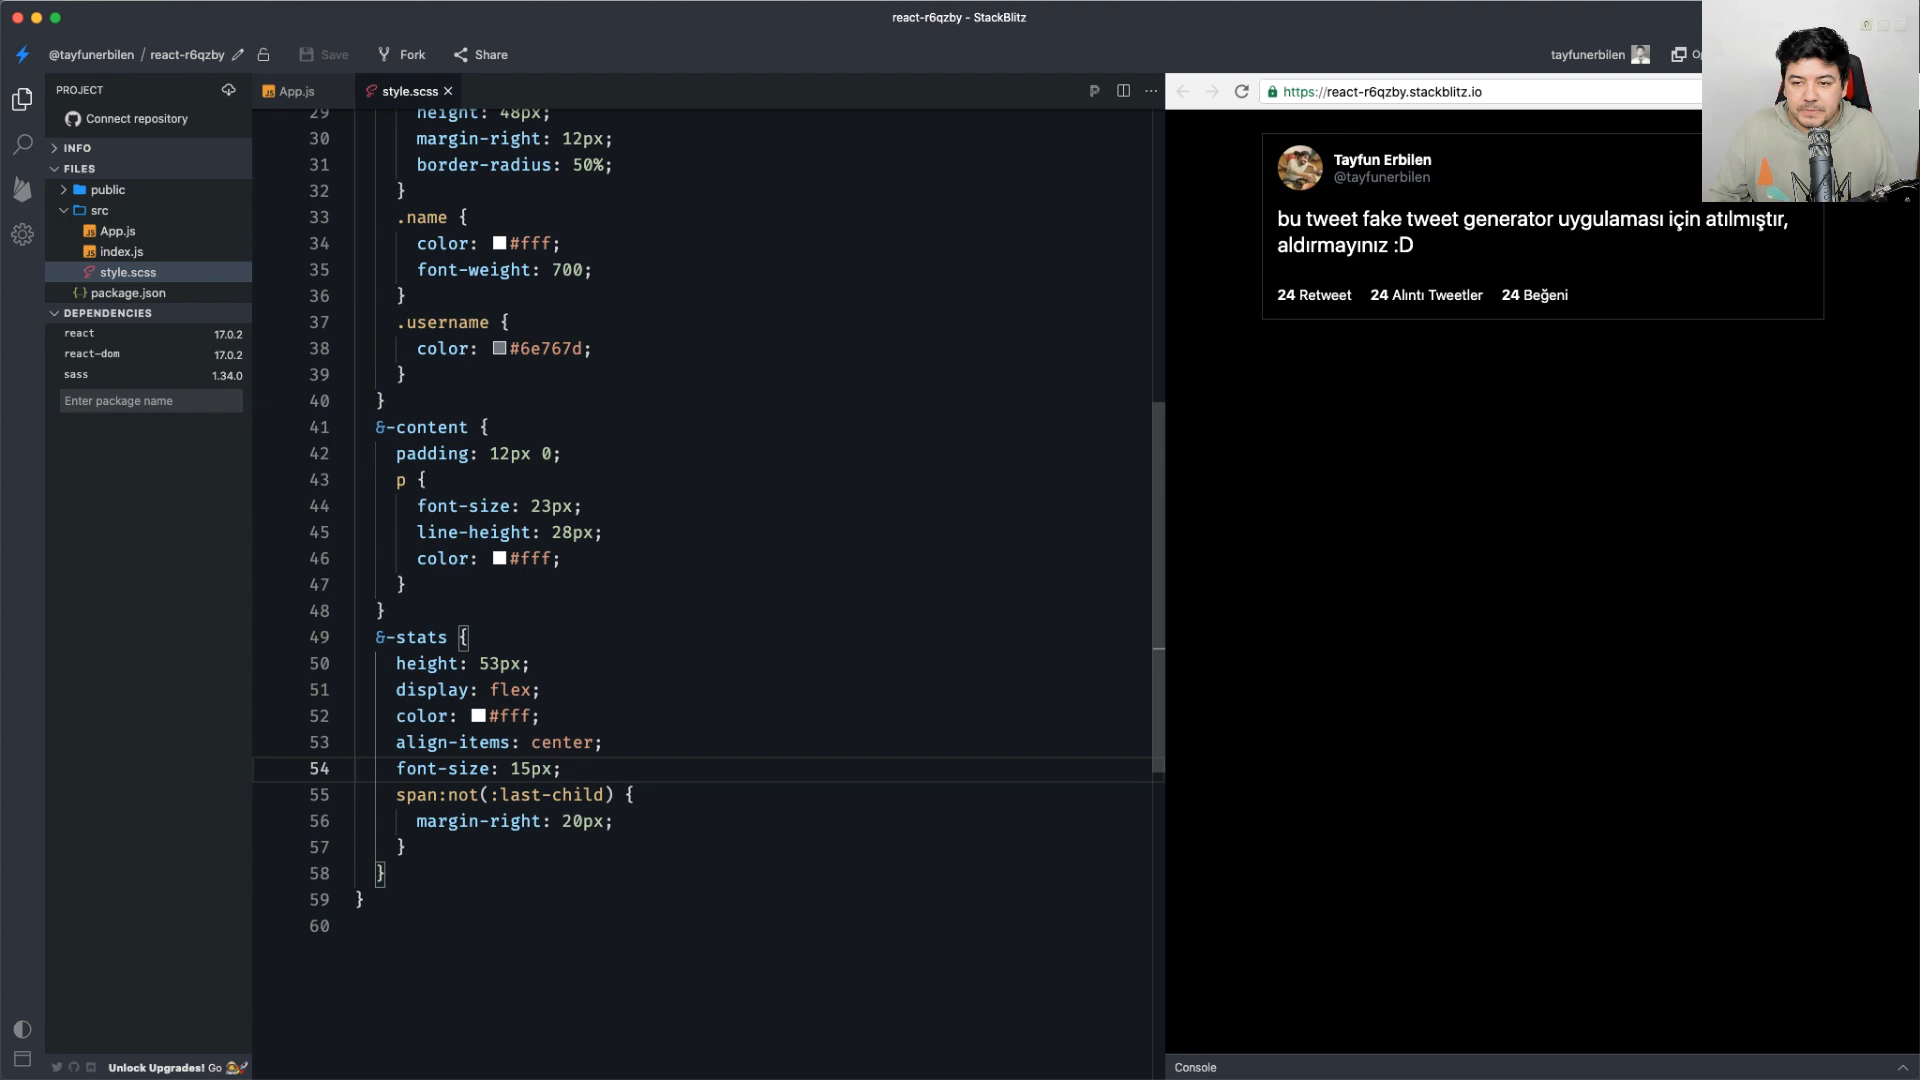 react-r6qzby - StackBlitz
@tayfunerbilen / react-r6qzby
Save
Fork
Share
tayfunerbilen
PROJECT
Connect repository
INFO
FILES
public
src
App.js
index.js
style.scss
package.json
DEPENDENCIES
react 17.0.2
react-dom 17.0.2
sass 1.34.0
Enter package name
Unlock Upgrades! Go
App.js
style.scss
29 height: 48px;
30 margin-right: 12px;
31 border-radius: 50%;
32 }
33 .name {
34 color: #fff;
35 font-weight: 700;
36 }
37 .username {
38 color: #6e767d;
39 }
40 }
41 &-content {
42 padding: 12px 0;
43 p {
44 font-size: 23px;
45 line-height: 28px;
46 color: #fff;
47 }
48 }
49 &-stats {
50 height: 53px;
51 display: flex;
52 color: #fff;
53 align-items: center;
54 font-size: 15px;
55 span:not(:last-child) {
56 margin-right: 20px;
57 }
58 }
59 }
60
https://react-r6qzby.stackblitz.io
Tayfun Erbilen
@tayfunerbilen
bu tweet fake tweet generator uygulaması için atılmıştır,
aldırmayınız :D
24 Retweet 24 Alıntı Tweetler 24 Beğeni
Console